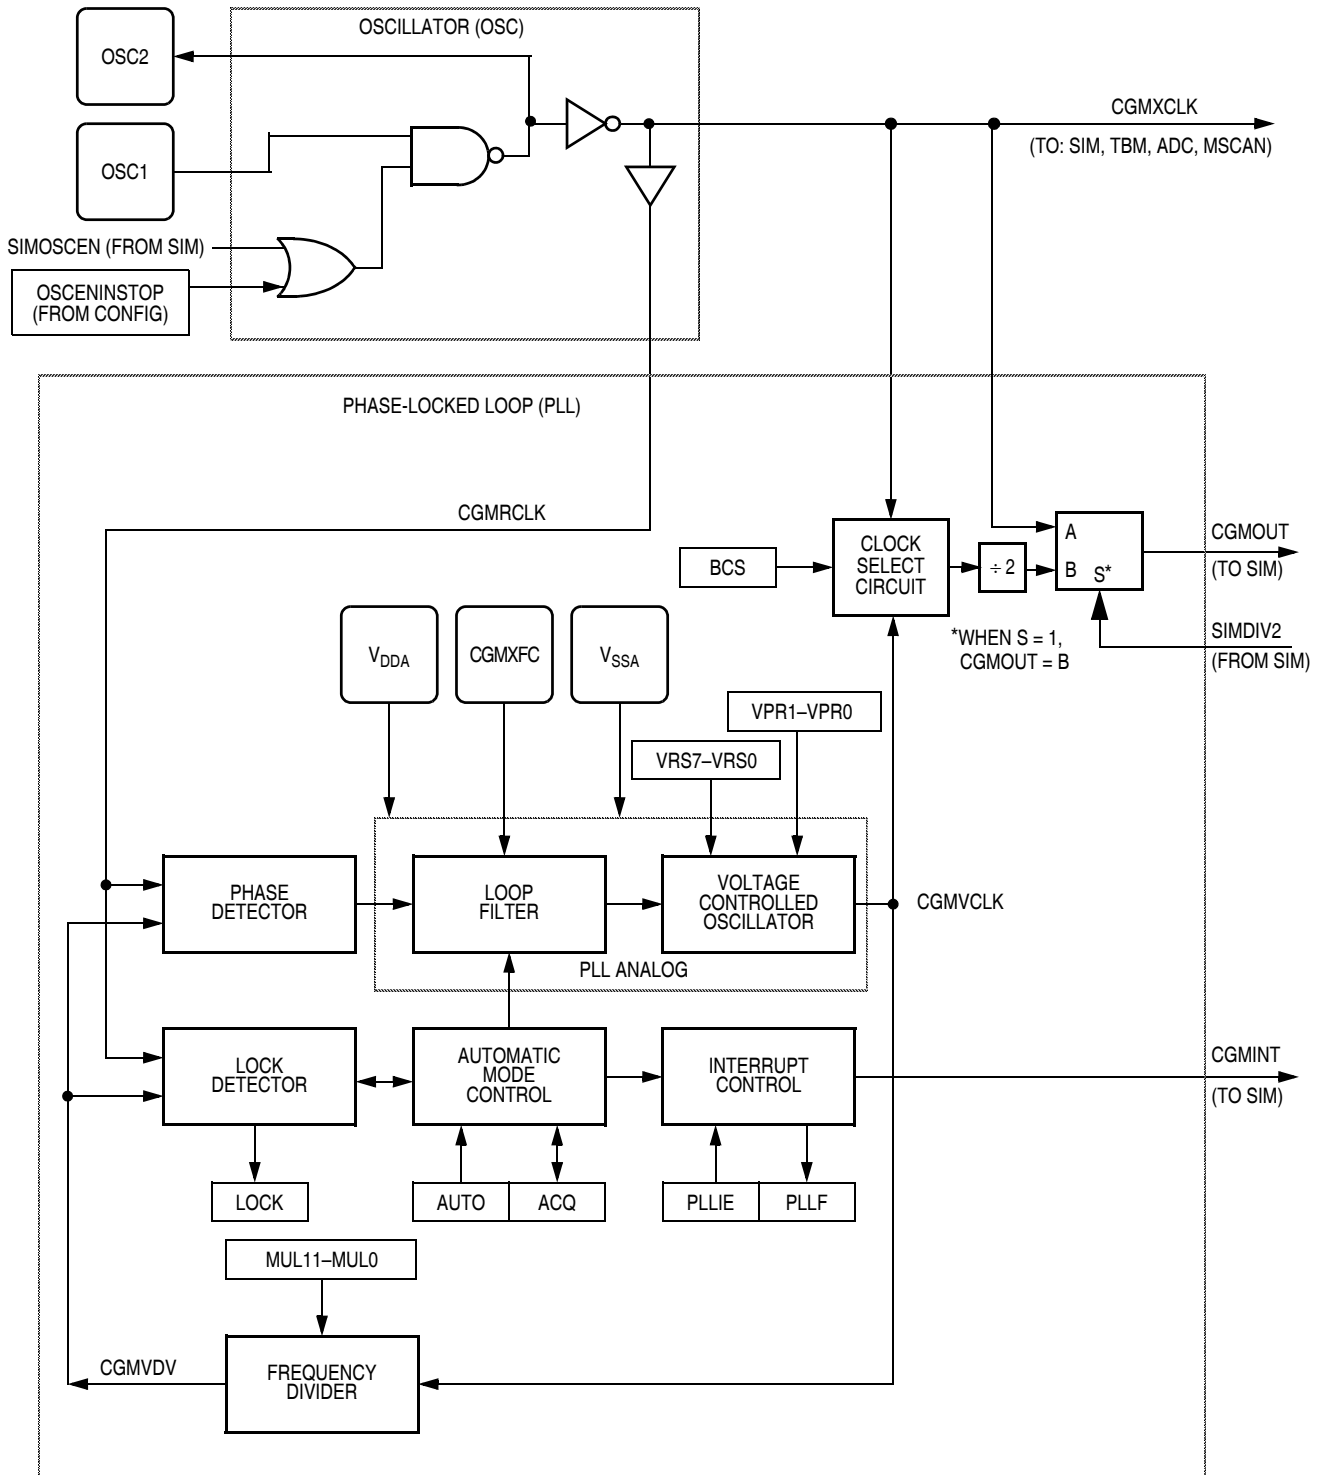 OSCILLATOR (OSC)
OSC2
CGMXCLK
(TO: SIM, TBM, ADC, MSCAN)
OSC1
SIMOSCEN (FROM SIM)
OSCENINSTOP
(FROM CONFIG)
PHASE-LOCKED LOOP (PLL)
CGMRCLK
BCS
CLOCK
SELECT
CIRCUIT
÷ 2
A
B
S*
CGMOUT
(TO SIM)
*WHEN S = 1,
CGMOUT = B
SIMDIV2
(FROM SIM)
VDDA
CGMXFC
VSSA
VPR1–VPR0
VRS7–VRS0
PHASE
DETECTOR
LOOP
FILTER
VOLTAGE
CONTROLLED
OSCILLATOR
CGMVCLK
PLL ANALOG
LOCK
DETECTOR
AUTOMATIC
MODE
CONTROL
INTERRUPT
CONTROL
CGMINT
(TO SIM)
LOCK
AUTO
ACQ
PLLIE
PLLF
MUL11–MUL0
CGMVDV
FREQUENCY
DIVIDER